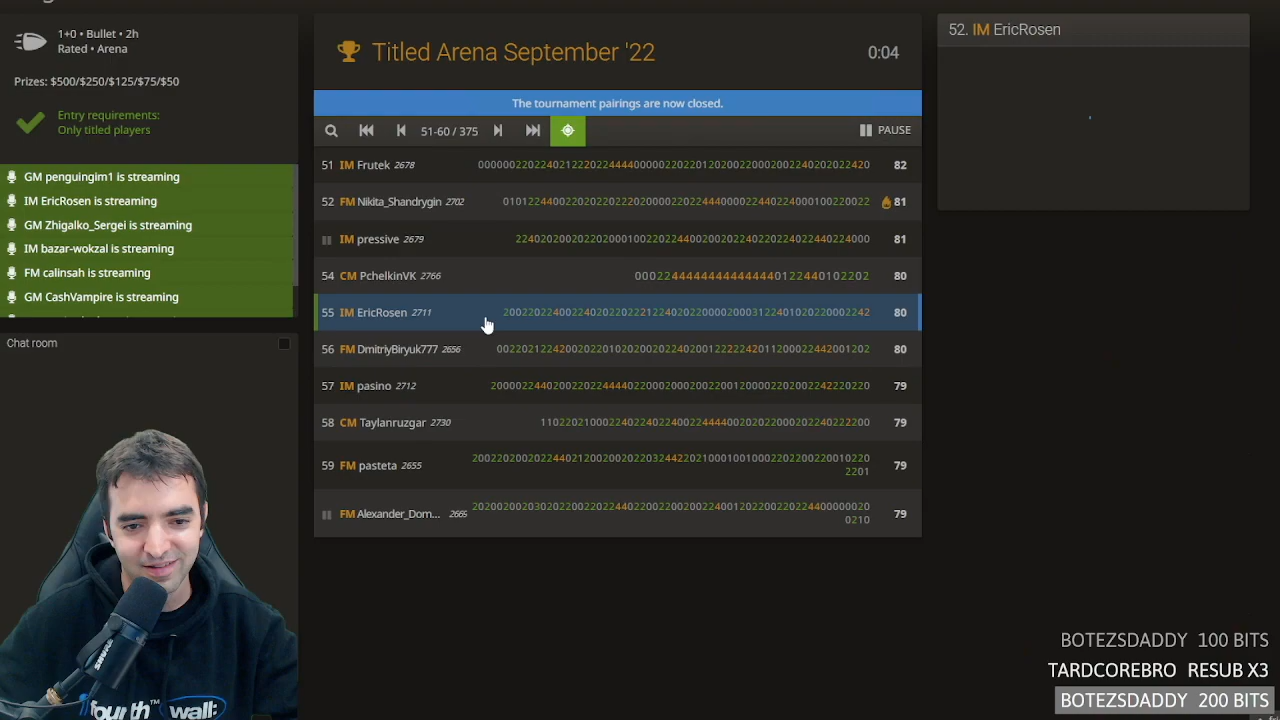 1+0 • Bullet • 2h
Rated • Arena
Prizes: $500/$250/$125/$75/$50
Entry requirements:
Only titled players
GM penguingim1 is streaming
IM EricRosen is streaming
GM Zhigalko_Sergei is streaming
IM bazar-wokzal is streaming
FM calinsah is streaming
GM CashVampire is streaming
Chat room
Titled Arena September '22
0:04
The tournament pairings are now closed.
51-60 / 375
PAUSE
51 IM Frutek 2678 82
52 FM Nikita_Shandrygin 2702 81
IM pressive 2679 81
54 CM PchelkinVK 2766 80
55 IM EricRosen 2711 80
56 FM DmitriyBiryuk777 2656 80
57 IM pasino 2712 79
58 CM Taylanruzgar 2730 79
59 FM pasteta 2655 79
2201
FM Alexander_Dom... 2665 79
0210
52. IM EricRosen
BOTEZSDADDY 100 BITS
TARDCOREBRO RESUB X3
BOTEZSDADDY 200 BITS
SHURE
fourth™ wall: